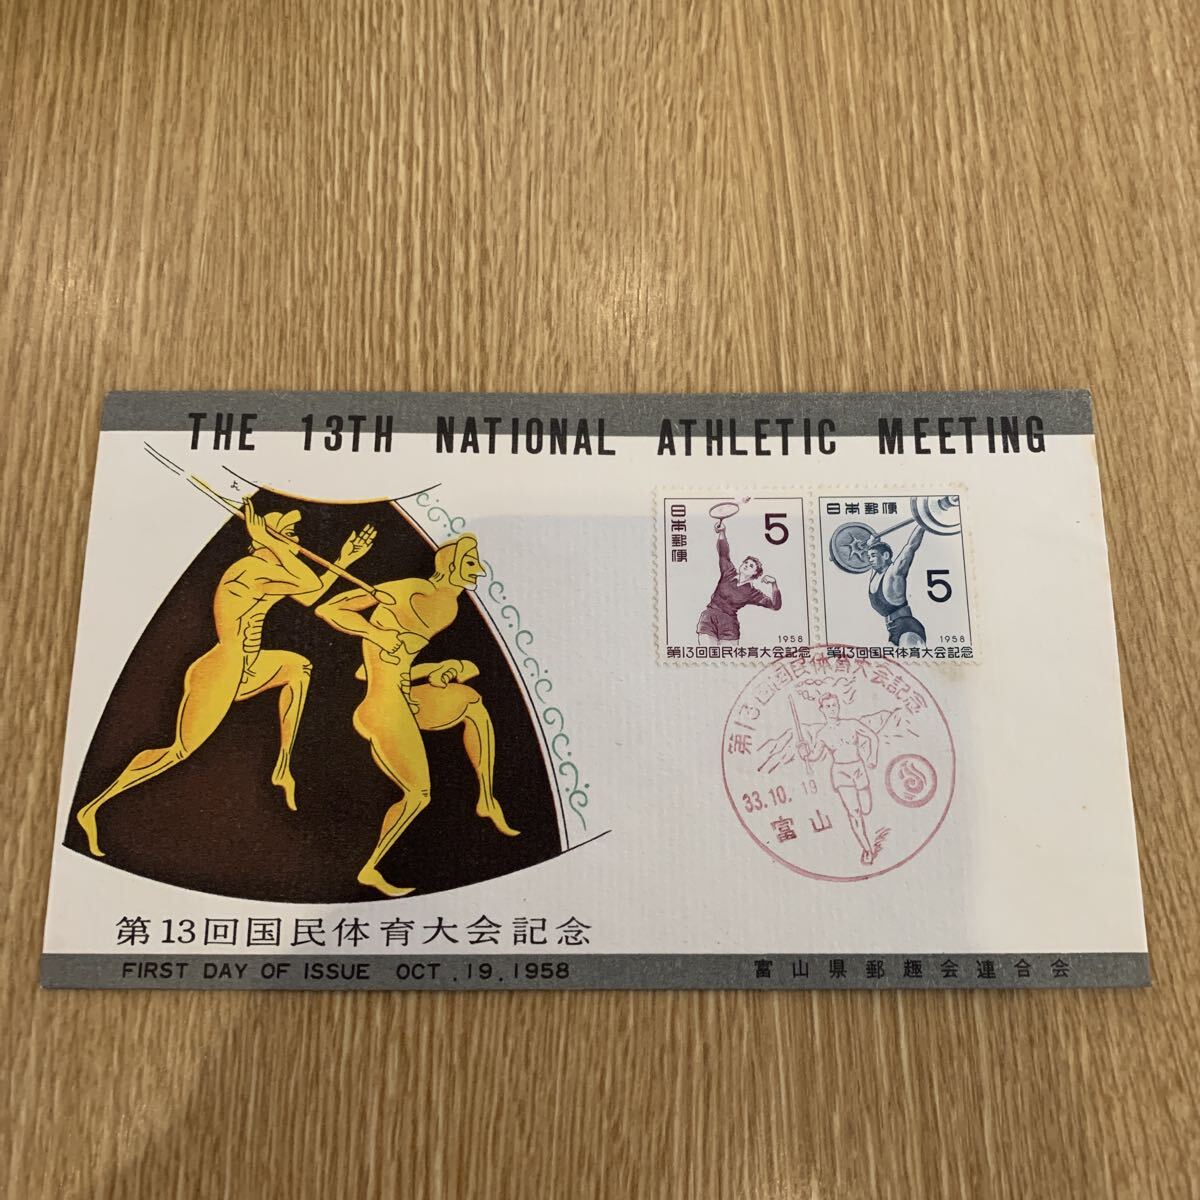 THE 13TH NATIONAL ATHLETIC MEETING
日本郵便
5
1958
第13回国民体育大会記念
日本郵便
5
1958
第13回国民体育大会記念
第13回国民体育大会記念
33.10.19
富山
第13回国民体育大会記念
FIRST DAY OF ISSUE OCT.19.1958
富山県郵趣会連合会